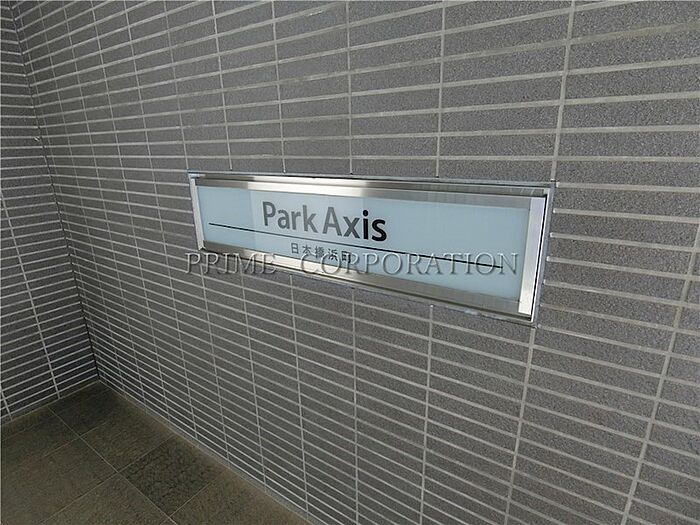 Park Axis
日本橋浜町
PRIME CORPORATION